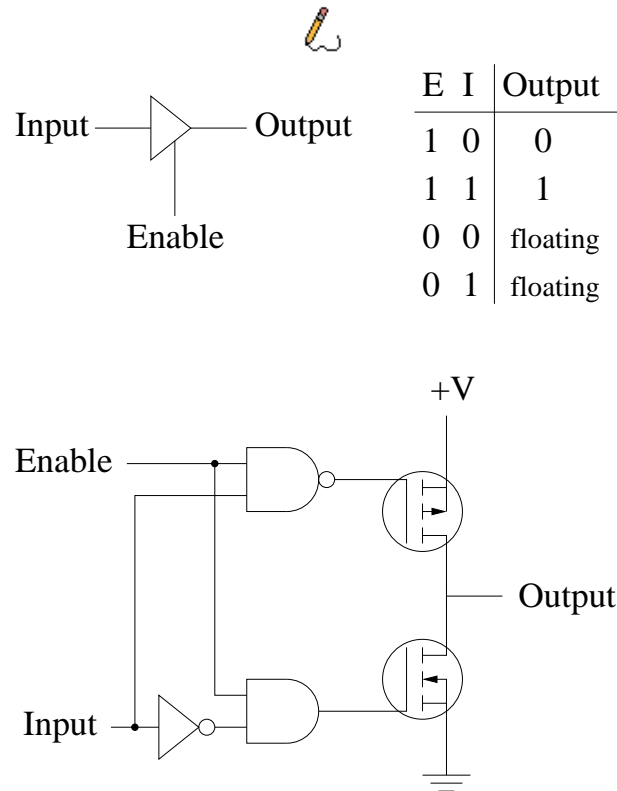 E I Output
Input Output
1 0 0
1 1 1
Enable
0 0 floating
0 1 floating
+V
Enable
Output
Input